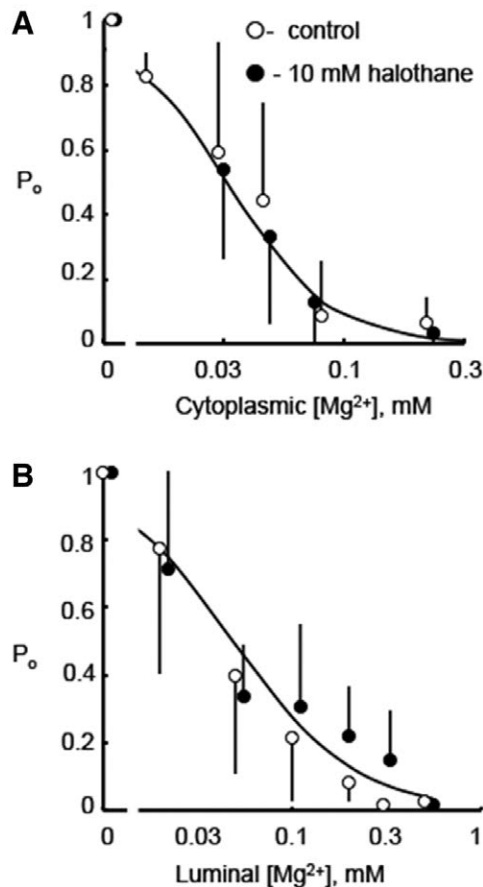 A
○- control
● - 10 mM halothane
1
0.8
0.6
P₀
0.4
0.2
0
0 0.03 0.1 0.3
Cytoplasmic [Mg²⁺], mM
B
1
0.8
0.6
P₀
0.4
0.2
0
0 0.03 0.1 0.3 1
Luminal [Mg²⁺], mM